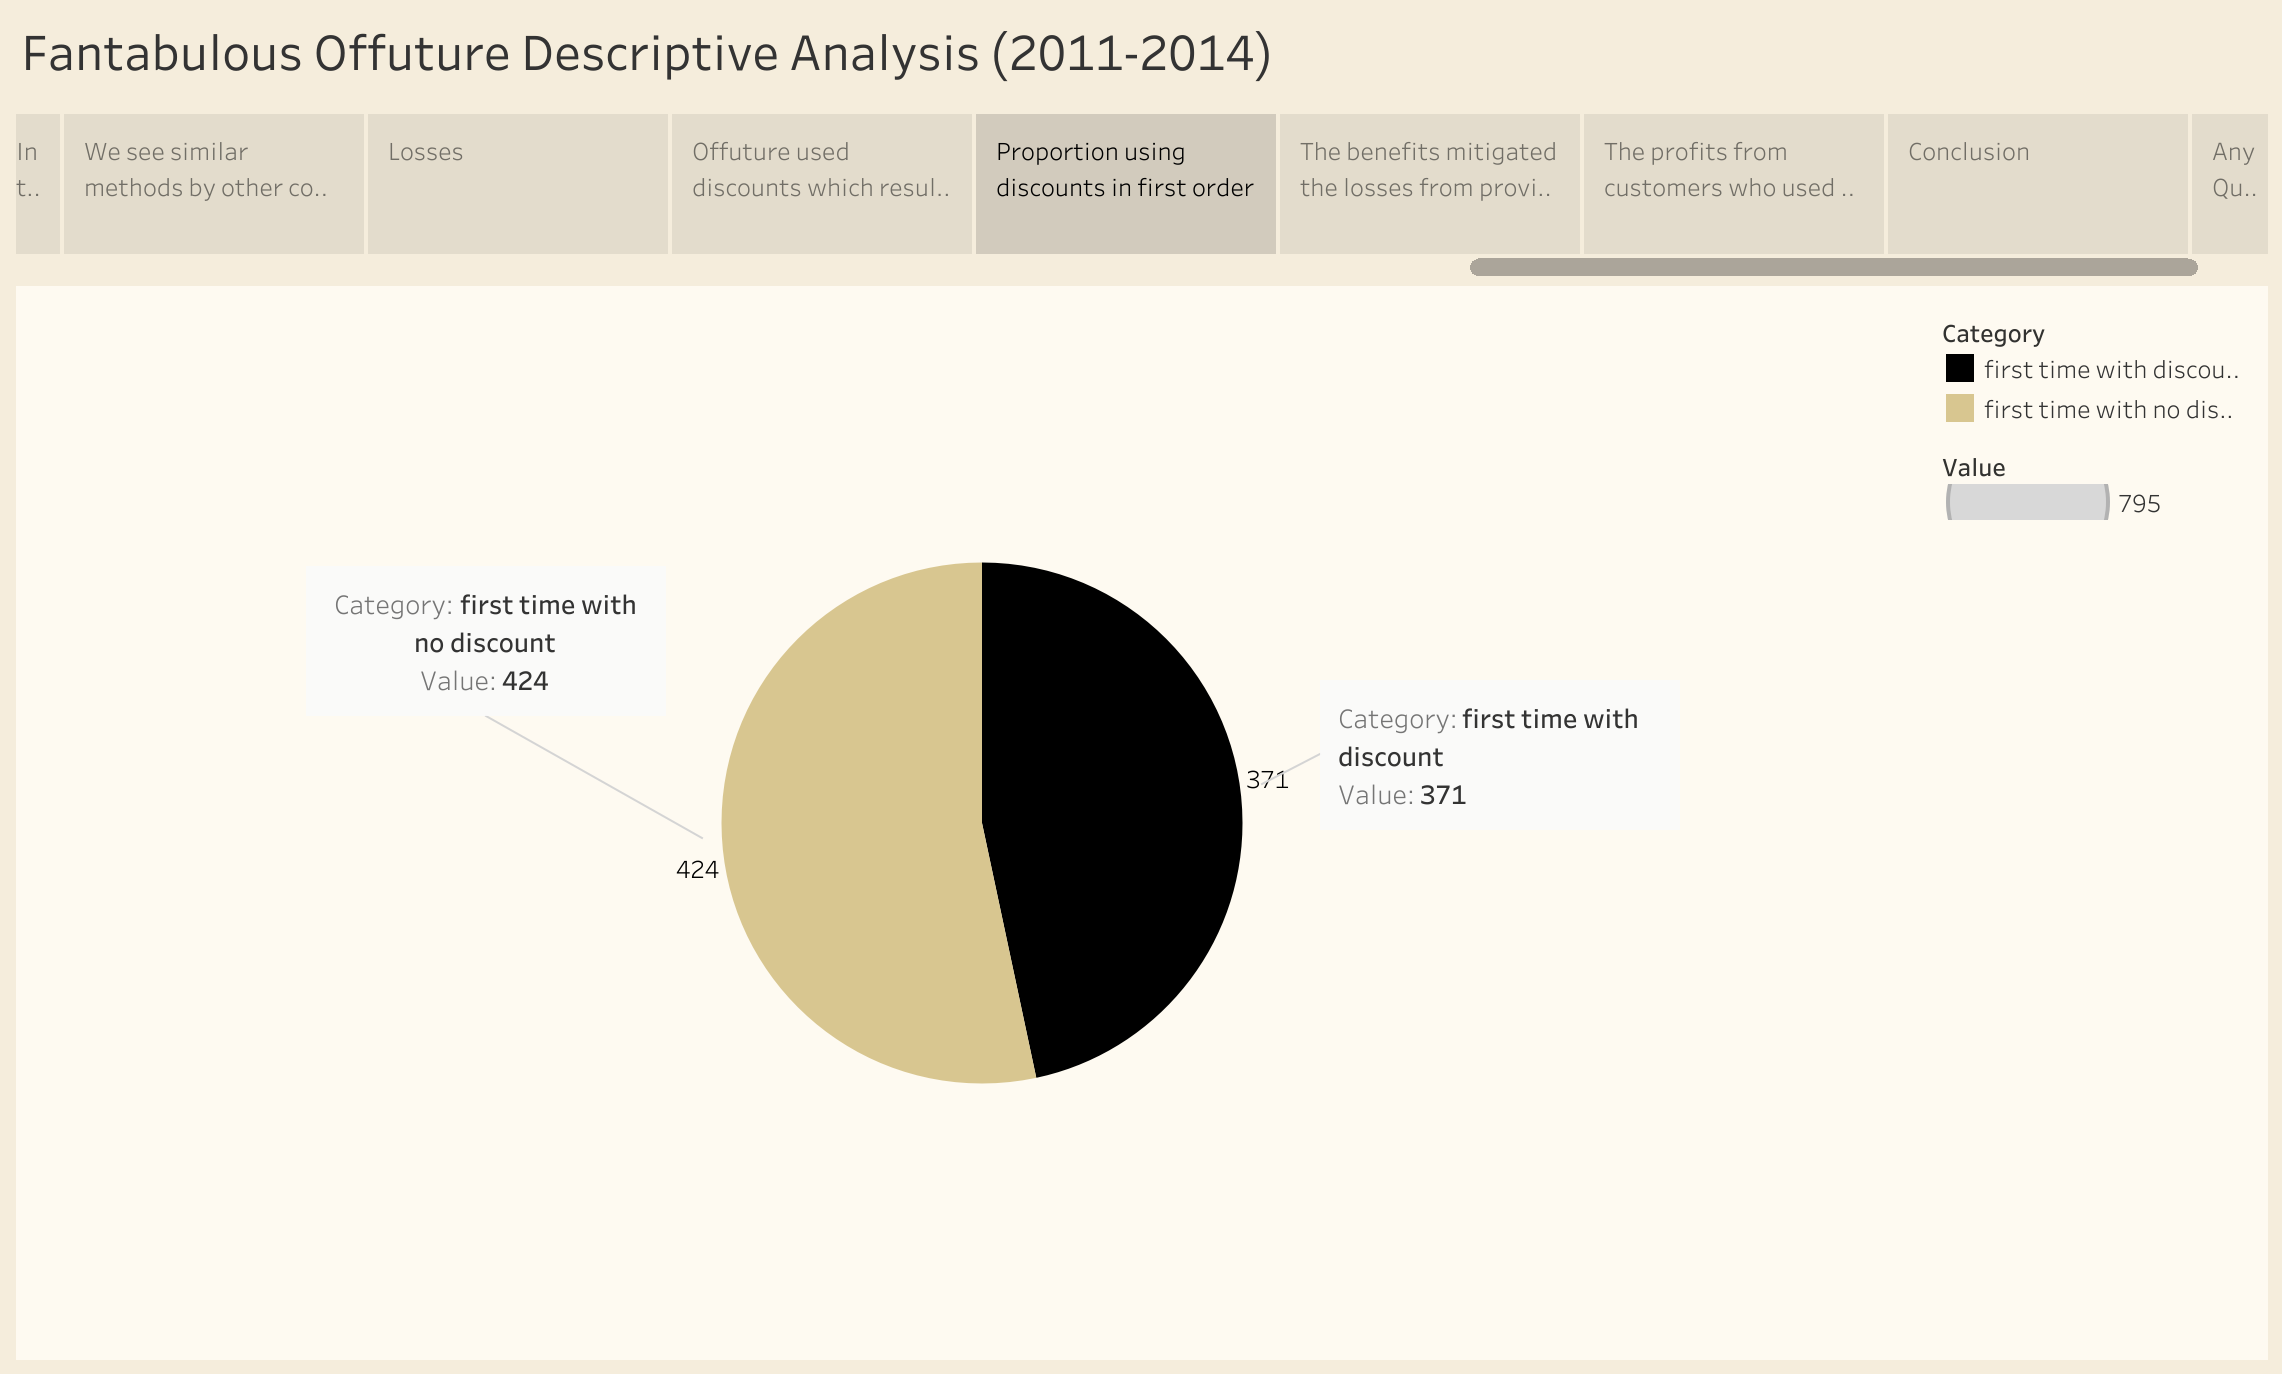 Fantabulous Offuture Descriptive Analysis (2011-2014)
In
t..
We see similar
methods by other co..
Losses
Offuture used
discounts which resul..
Proportion using
discounts in first order
The benefits mitigated
the losses from provi..
The profits from
customers who used ..
Conclusion
Any
Qu..
Category
first time with discou..
first time with no dis..
Value
795
Category: first time with
no discount
Value: 424
424
371
Category: first time with
discount
Value: 371